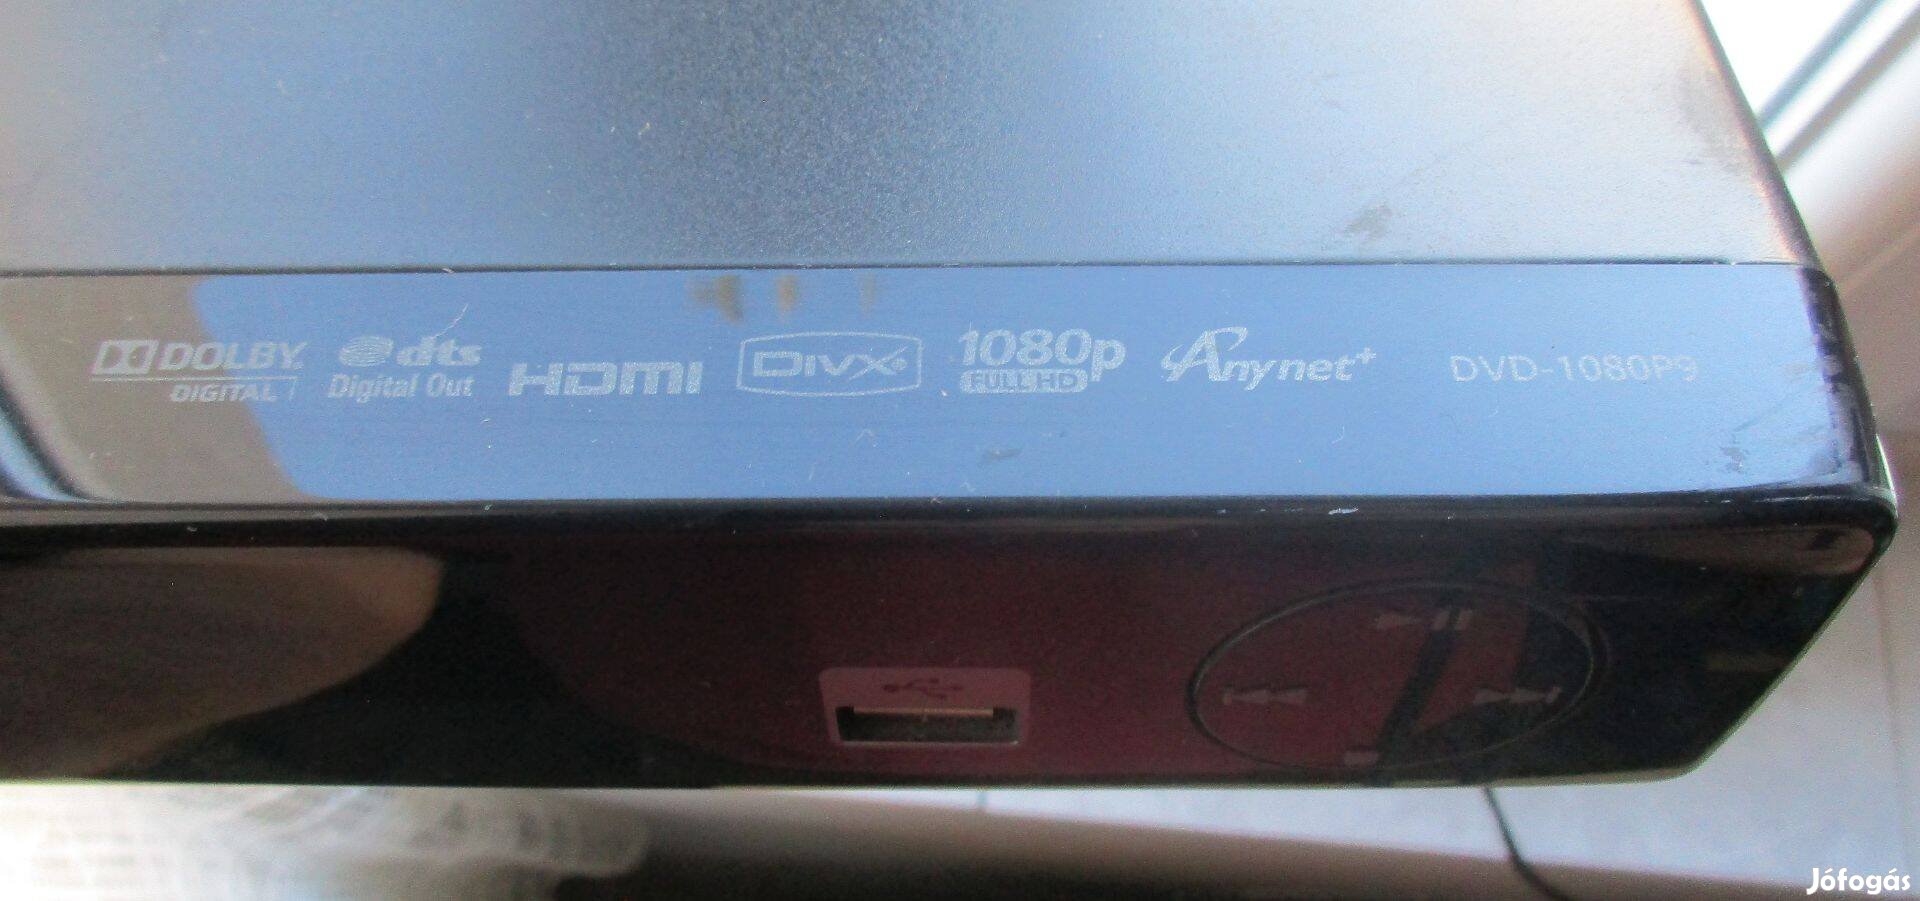 DOLBY DIGITAL
dts Digital Out
HDMI
DIVX
1080p FULL HD
Anynet+
DVD-1080P9
Jófogás